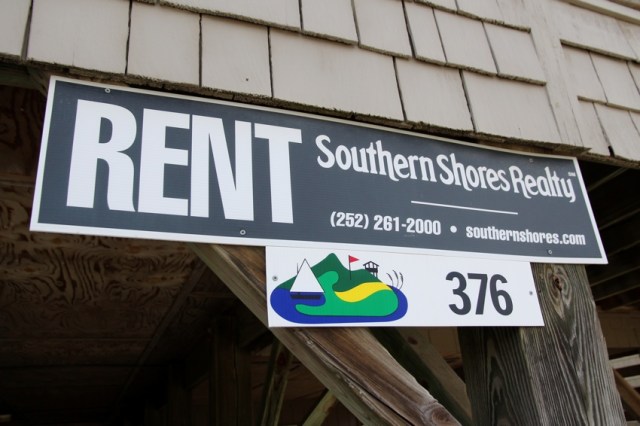 RENT
Southern Shores Realty
(252) 261-2000 • southernshores.com
376